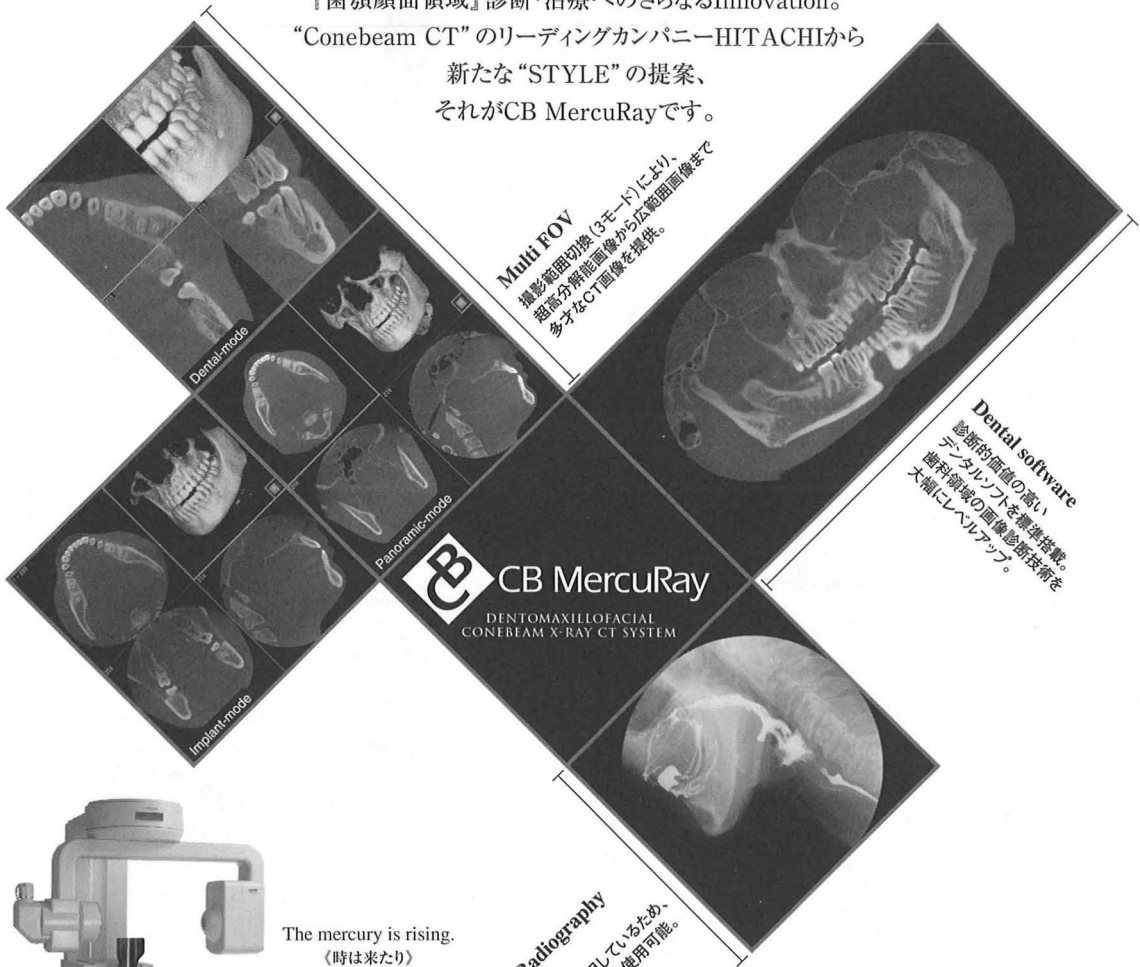 『歯顎顔面領域』診断・治療へのさらなるInnovation。
“Conebeam CT”のリーディングカンパニーHITACHIから
新たな“STYLE”の提案、
それがCB MercuRayです。
Multi FOV
撮影範囲切換(3モード)により、
超高分解能画像から広範囲画像まで
多才なCT画像を提供。
Dental-mode
Panoramic-mode
Implant-mode
Dental software
診断的価値の高い
デンタルソフトを標準搭載。
歯科領域の画像診断技術を
大幅にレベルアップ。
CB MercuRay
DENTOMAXILLOFACIAL
CONEBEAM X-RAY CT SYSTEM
The mercury is rising.
《時は来たり》
Radiography
しているため、
使用可能。